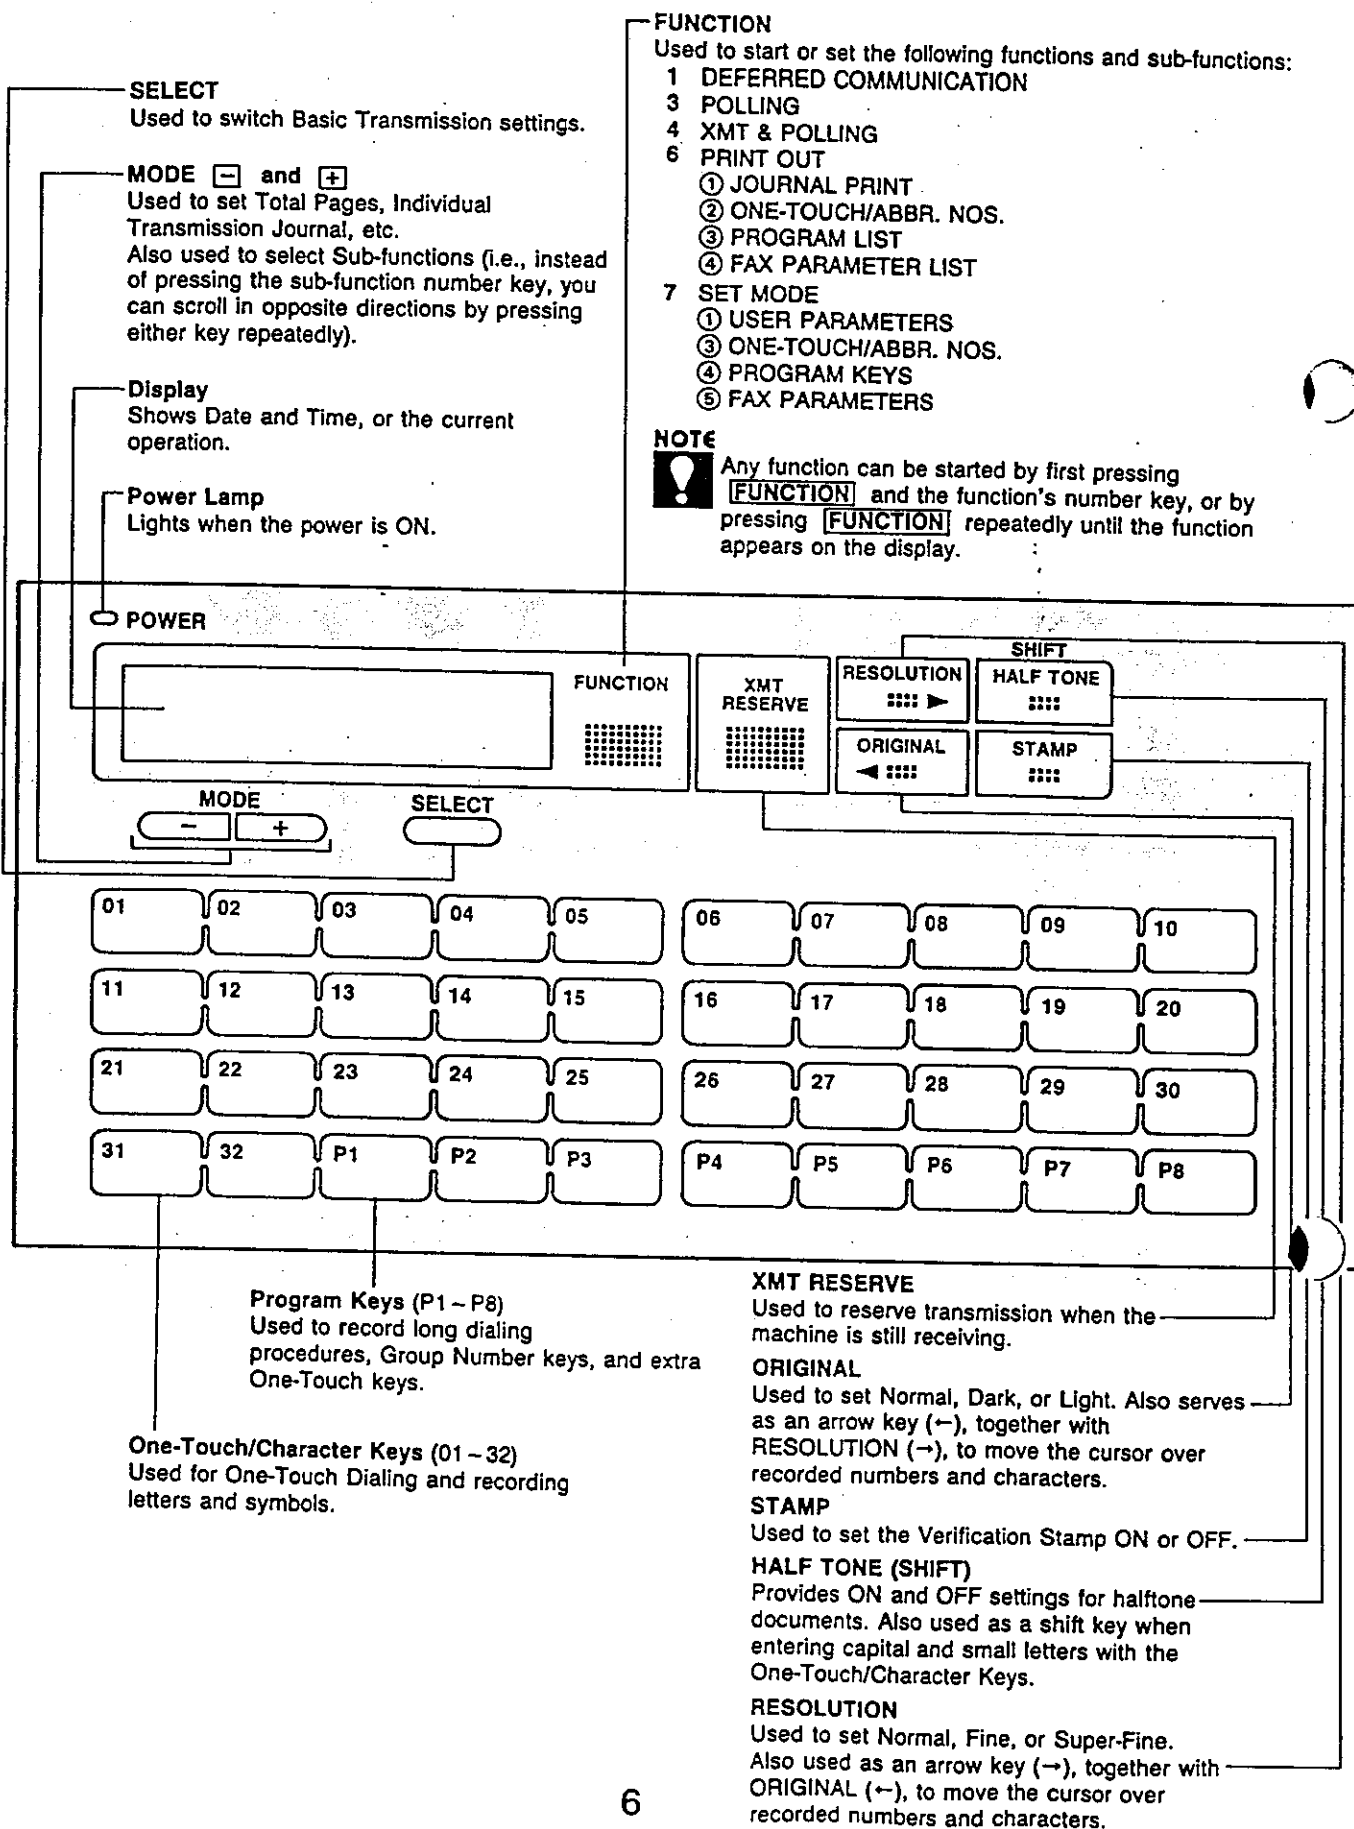 FUNCTION
Used to start or set the following functions and sub-functions:
1 DEFERRED COMMUNICATION
3 POLLING
4 XMT & POLLING
6 PRINT OUT
① JOURNAL PRINT
② ONE-TOUCH/ABBR. NOS.
③ PROGRAM LIST
④ FAX PARAMETER LIST
7 SET MODE
① USER PARAMETERS
③ ONE-TOUCH/ABBR. NOS.
④ PROGRAM KEYS
⑤ FAX PARAMETERS
NOTE
Any function can be started by first pressing
FUNCTION and the function's number key, or by
pressing FUNCTION repeatedly until the function
appears on the display.
SELECT
Used to switch Basic Transmission settings.
MODE − and +
Used to set Total Pages, Individual
Transmission Journal, etc.
Also used to select Sub-functions (i.e., instead
of pressing the sub-function number key, you
can scroll in opposite directions by pressing
either key repeatedly).
Display
Shows Date and Time, or the current
operation.
Power Lamp
Lights when the power is ON.
POWER
FUNCTION
XMT
RESERVE
RESOLUTION
SHIFT
HALF TONE
ORIGINAL
STAMP
MODE
− +
SELECT
01 02 03 04 05 06 07 08 09 10
11 12 13 14 15 16 17 18 19 20
21 22 23 24 25 26 27 28 29 30
31 32 P1 P2 P3 P4 P5 P6 P7 P8
Program Keys (P1~P8)
Used to record long dialing
procedures, Group Number keys, and extra
One-Touch keys.
One-Touch/Character Keys (01~32)
Used for One-Touch Dialing and recording
letters and symbols.
XMT RESERVE
Used to reserve transmission when the
machine is still receiving.
ORIGINAL
Used to set Normal, Dark, or Light. Also serves
as an arrow key (←), together with
RESOLUTION (→), to move the cursor over
recorded numbers and characters.
STAMP
Used to set the Verification Stamp ON or OFF.
HALF TONE (SHIFT)
Provides ON and OFF settings for halftone
documents. Also used as a shift key when
entering capital and small letters with the
One-Touch/Character Keys.
RESOLUTION
Used to set Normal, Fine, or Super-Fine.
Also used as an arrow key (→), together with
ORIGINAL (←), to move the cursor over
recorded numbers and characters.
6